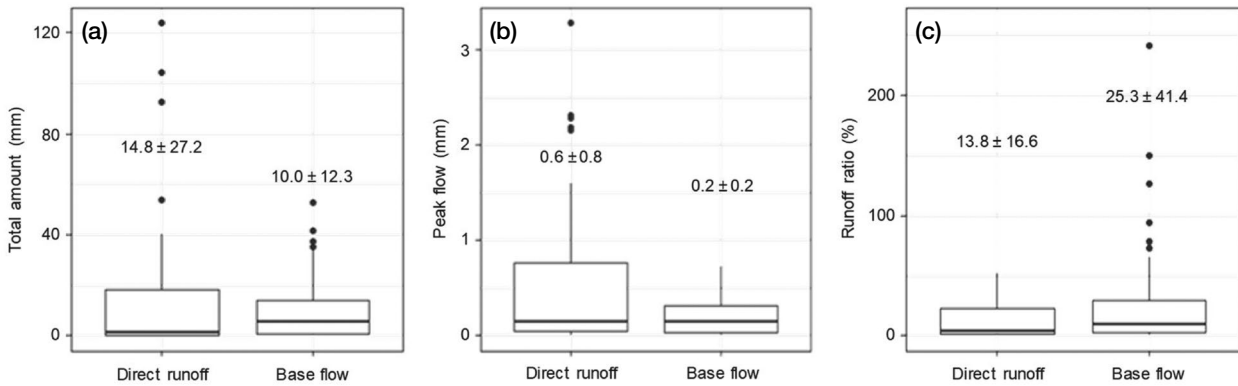 (a)
Total amount (mm)
120
80
40
0
14.8 ± 27.2
10.0 ± 12.3
Direct runoff
Base flow
(b)
Peak flow (mm)
3
2
1
0
0.6 ± 0.8
0.2 ± 0.2
Direct runoff
Base flow
(c)
Runoff ratio (%)
200
100
0
13.8 ± 16.6
25.3 ± 41.4
Direct runoff
Base flow